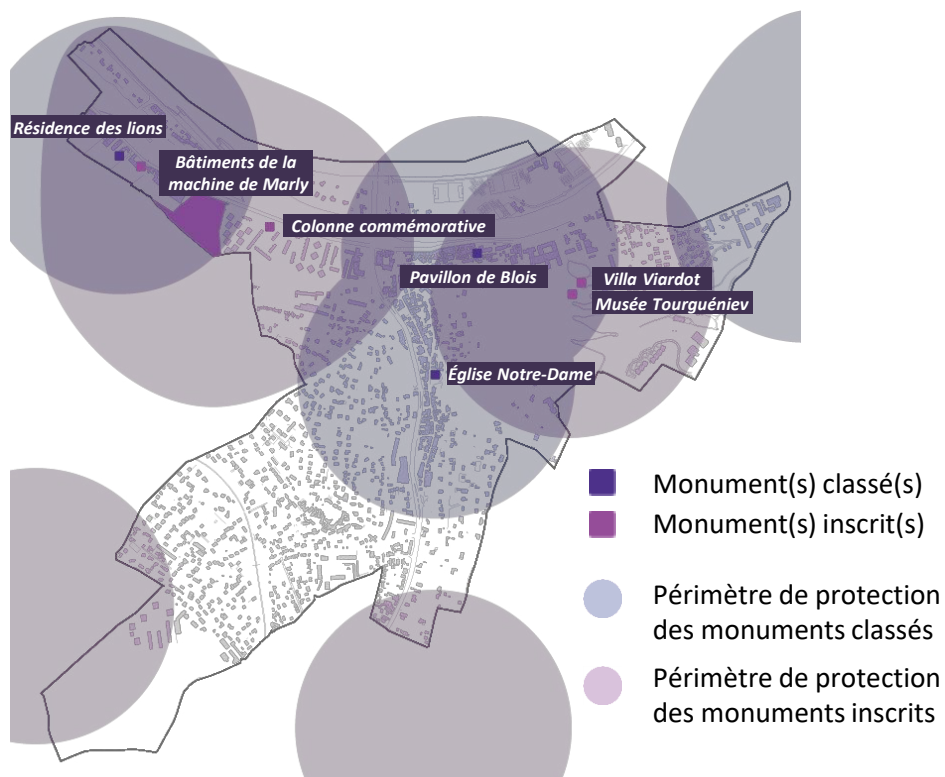 Résidence des lions
Bâtiments de la
machine de Marly
Colonne commémorative
Pavillon de Blois
Villa Viardot
Musée Tourguéniev
Église Notre-Dame
Monument(s) classé(s)
Monument(s) inscrit(s)
Périmètre de protection
des monuments classés
Périmètre de protection
des monuments inscrits